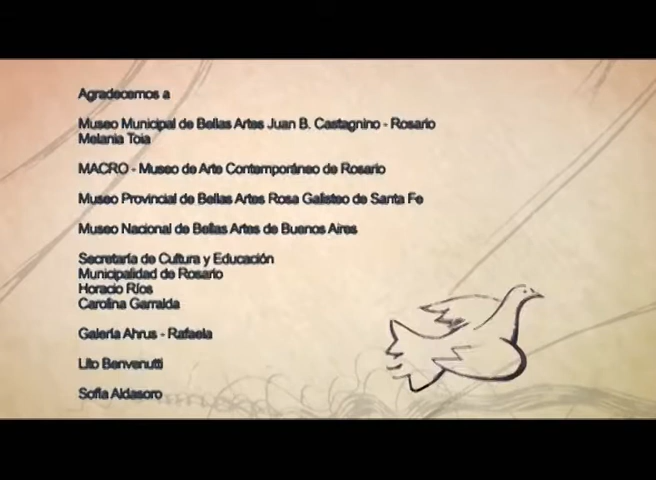 Agradecemos a
Museo Municipal de Bellas Artes Juan B. Castagnino - Rosario
Melania Toia
MACRO - Museo de Arte Contemporáneo de Rosario
Museo Provincial de Bellas Artes Rosa Galisteo de Santa Fe
Museo Nacional de Bellas Artes de Buenos Aires
Secretaría de Cultura y Educación
Municipalidad de Rosario
Horacio Ríos
Carolina Garralda
Galería Ahrus - Rafaela
Lito Benvenutti
Sofía Aldasoro